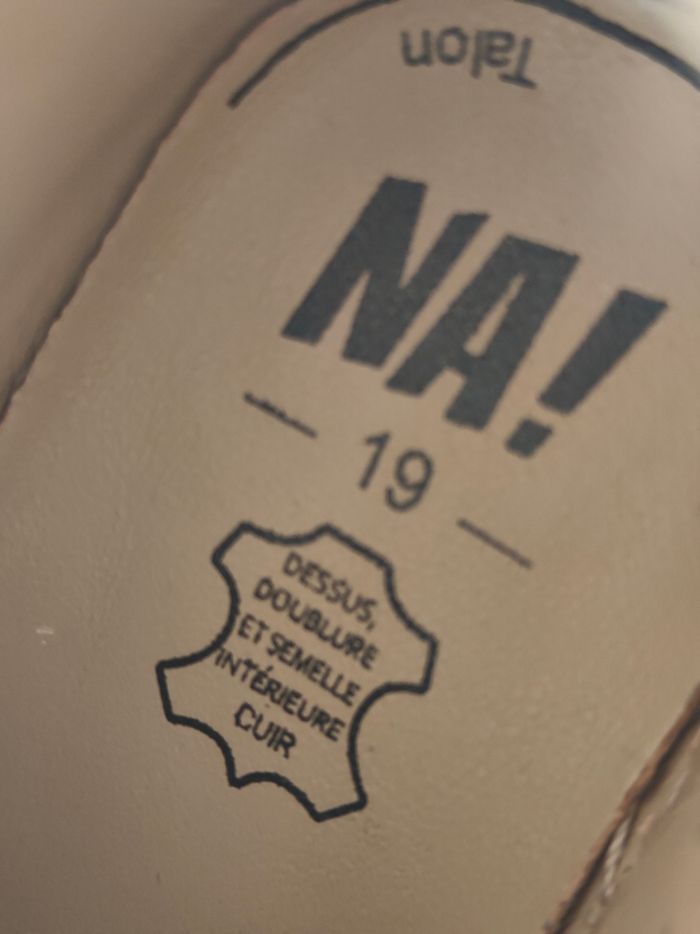 Talon
NA!
19
DESSUS,
DOUBLURE
ET SEMELLE
INTÉRIEURE
CUIR